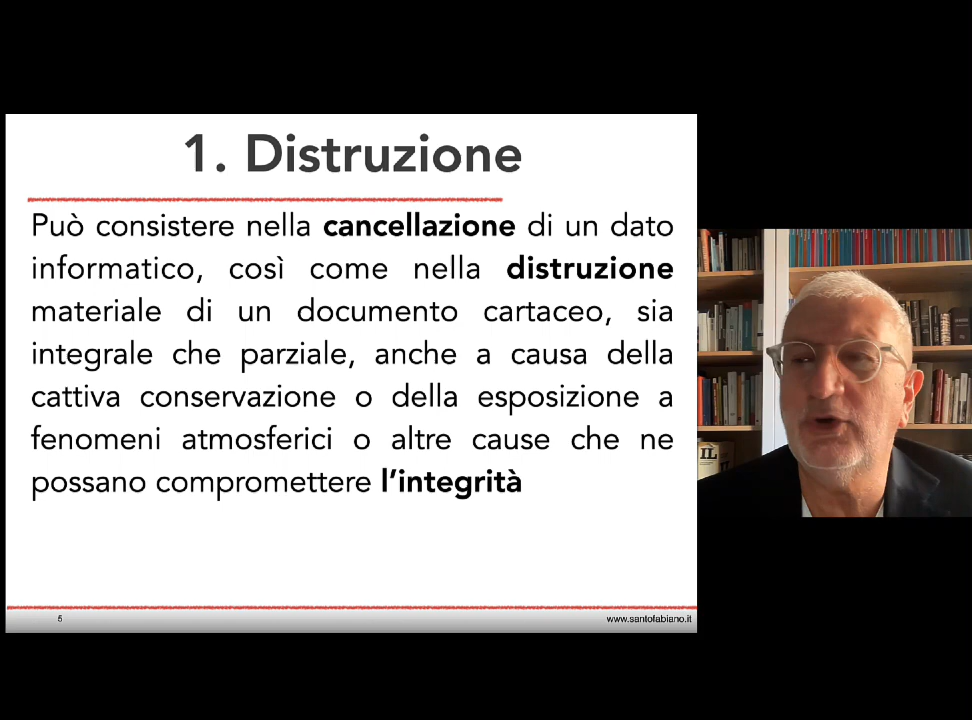 1. Distruzione
Può consistere nella cancellazione di un dato
informatico, così come nella distruzione
materiale di un documento cartaceo, sia
integrale che parziale, anche a causa della
cattiva conservazione o della esposizione a
fenomeni atmosferici o altre cause che ne
possano compromettere l’integrità
5
www.santofabiano.it
IL